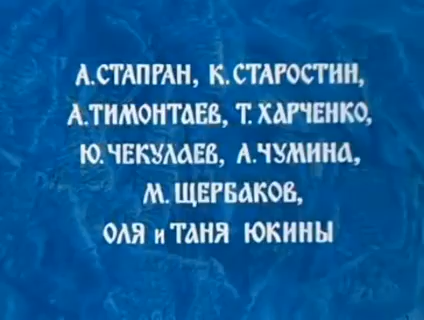 А.СТАПРАН, К.СТАРОСТИН,
А.ТИМОНТАЕВ, Т.ХАРЧЕНКО,
Ю.ЧЕКУЛАЕВ, А.ЧУМИНА,
М.ЩЕРБАКОВ,
ОЛЯ и ТАНЯ ЮКИНЫ